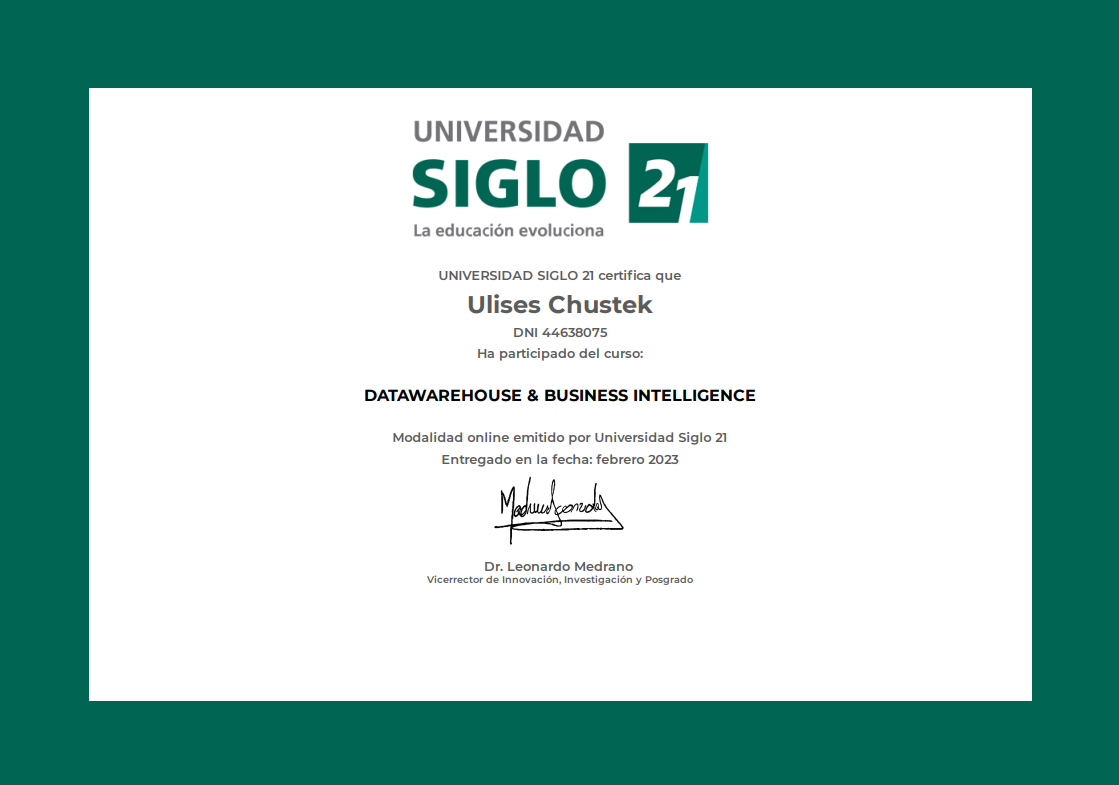 UNIVERSIDAD
SIGLO 21
La educación evoluciona
UNIVERSIDAD SIGLO 21 certifica que
Ulises Chustek
DNI 44638075
Ha participado del curso:
DATAWAREHOUSE & BUSINESS INTELLIGENCE
Modalidad online emitido por Universidad Siglo 21
Entregado en la fecha: febrero 2023
Dr. Leonardo Medrano
Vicerrector de Innovación, Investigación y Posgrado